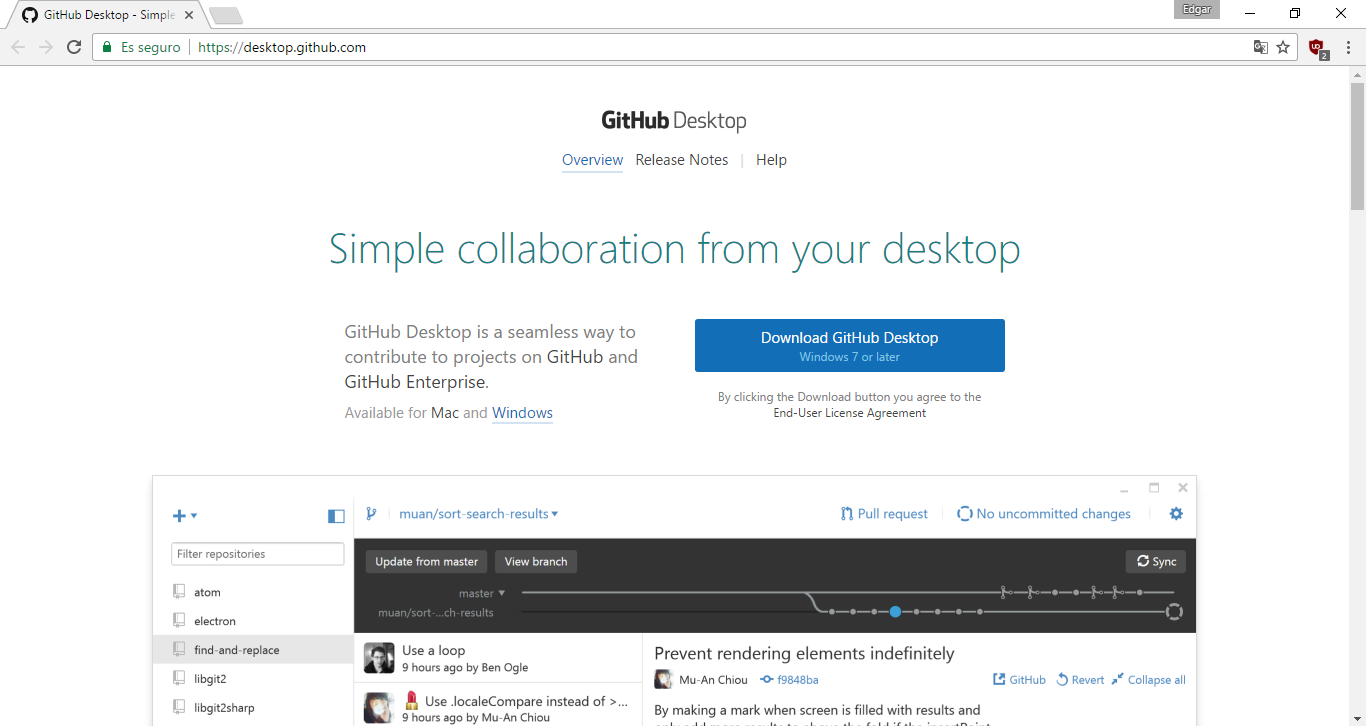 GitHub Desktop - Simple
Edgar
Es seguro
https://desktop.github.com
2
GitHub Desktop
Overview
Release Notes
Help
Simple collaboration from your desktop
GitHub Desktop is a seamless way to
contribute to projects on GitHub and
GitHub Enterprise.
Available for Mac and Windows
Download GitHub Desktop
Windows 7 or later
By clicking the Download button you agree to the
End-User License Agreement
muan/sort-search-results
Pull request
No uncommitted changes
Filter repositories
atom
electron
find-and-replace
libgit2
libgit2sharp
Update from master
View branch
Sync
master
muan/sort-...ch-results
Use a loop
9 hours ago by Ben Ogle
Use .localeCompare instead of >...
9 hours ago by Mu-An Chiou
Prevent rendering elements indefinitely
Mu-An Chiou
f9848ba
GitHub
Revert
Collapse all
By making a mark when screen is filled with results and